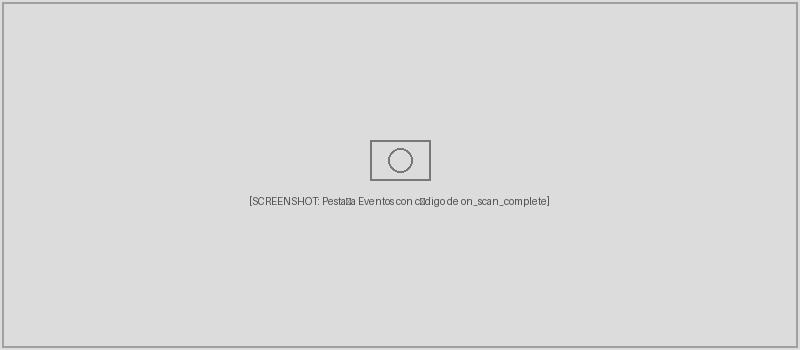 [SCREENSHOT: Pesta▯a Eventos con c▯digo de on_scan_complete]